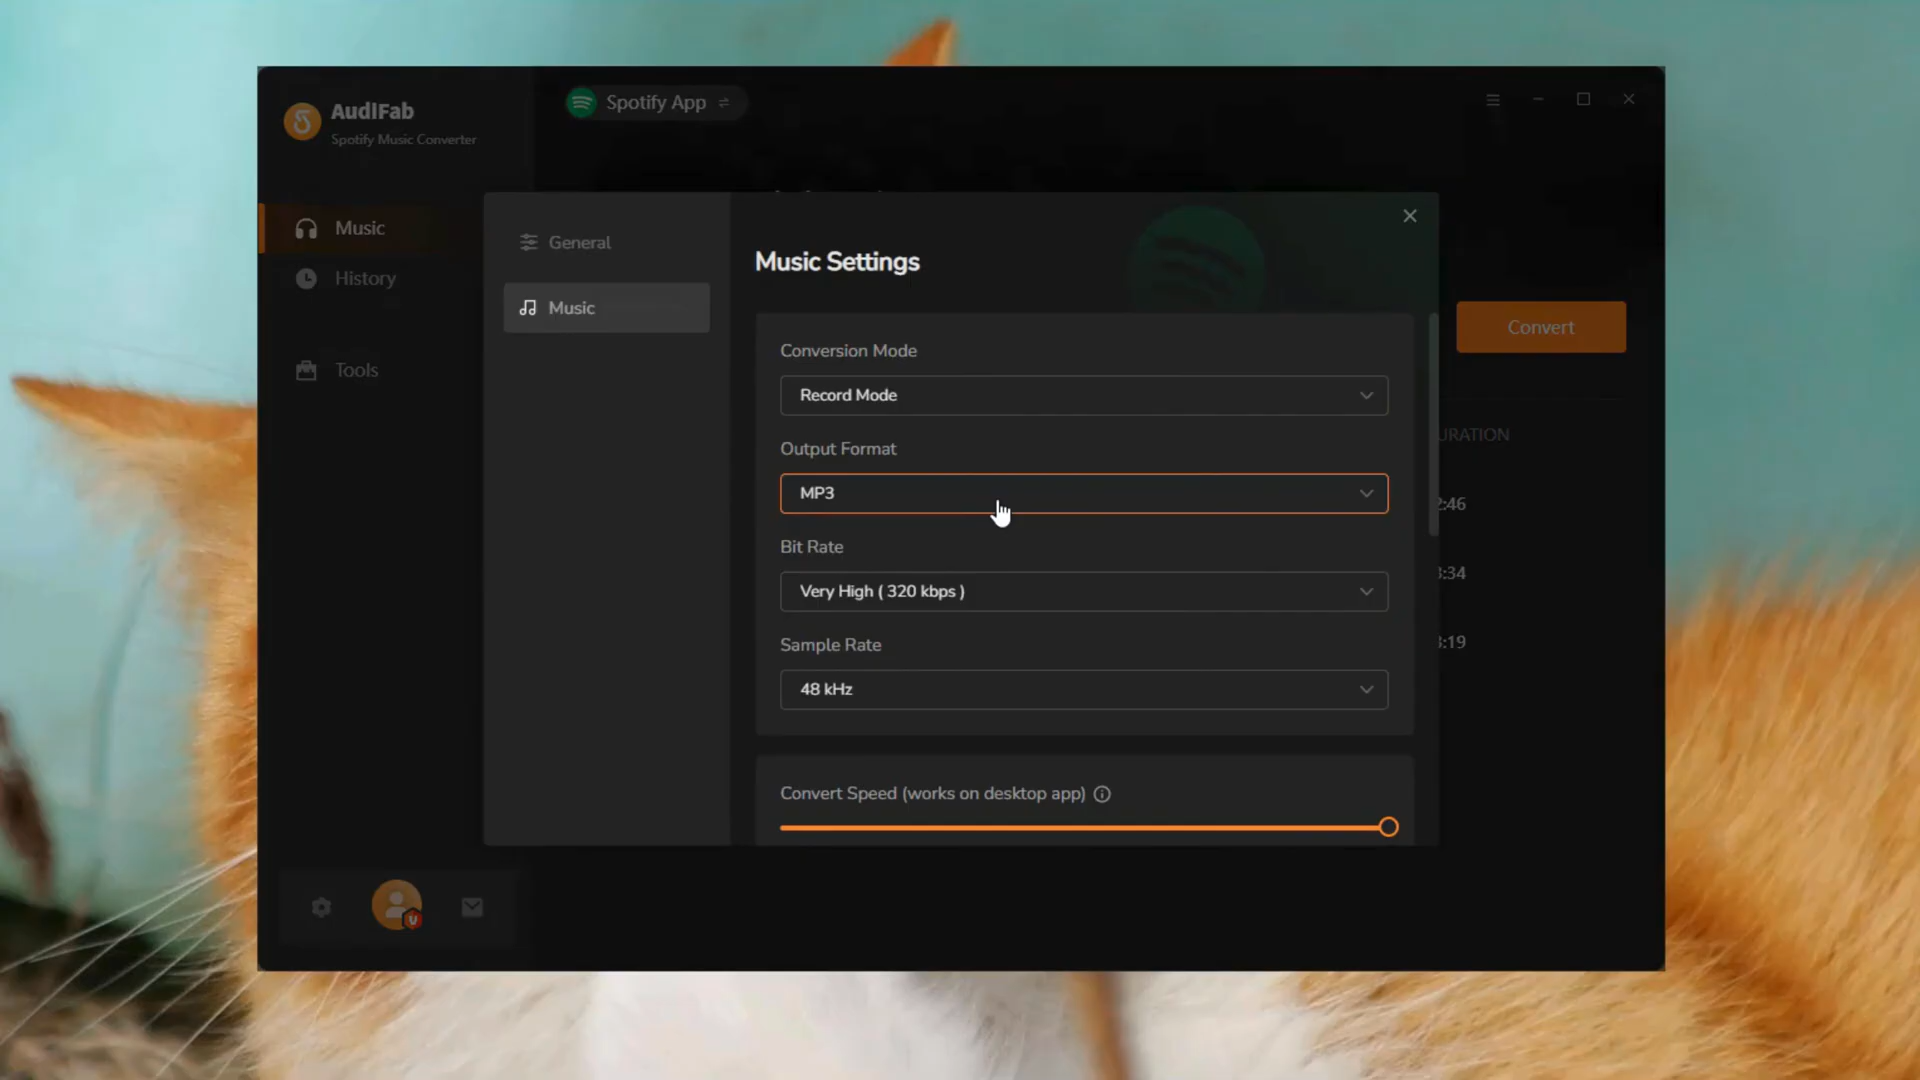 AudiFab
Spotify Music Converter
Spotify App
Music
History
Tools
General
Music
Music Settings
Conversion Mode
Record Mode
Output Format
MP3
Bit Rate
Very High ( 320 kbps )
Sample Rate
48 kHz
Convert Speed (works on desktop app)
Convert
URATION
2:46
:34
:19